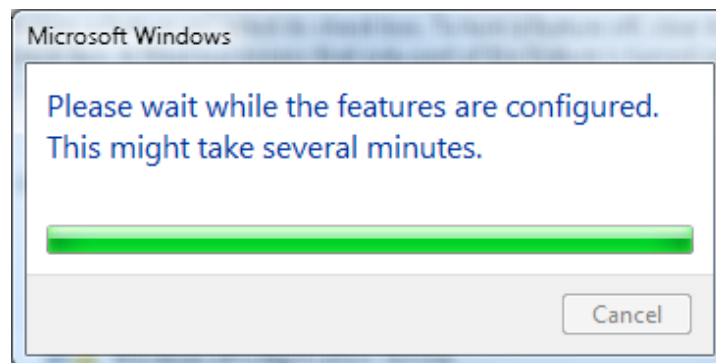 Microsoft Windows
Please wait while the features are configured.
This might take several minutes.
Cancel